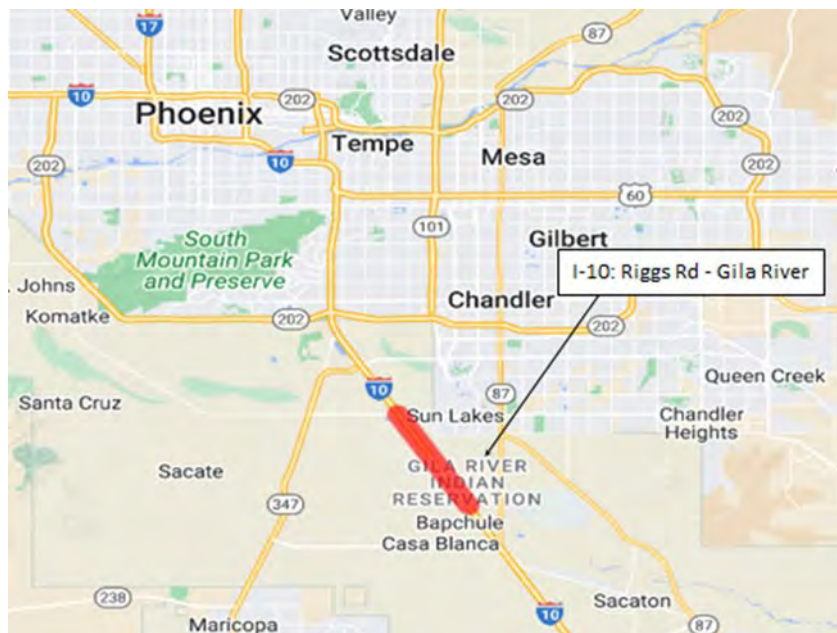 Valley
17
Scottsdale
87
10
202
202
Phoenix
Tempe
Mesa
202
202
10
202
60
101
South
Mountain Park
and Preserve
Gilbert
I-10: Riggs Rd - Gila River
. Johns
Komatke
Chandler
202
202
10
87
Queen Creek
Santa Cruz
Sun Lakes
Chandler
Heights
Sacate
GILA RIVER
INDIAN
RESERVATION
347
Bapchule
Casa Blanca
238
Maricopa
10
Sacaton
87